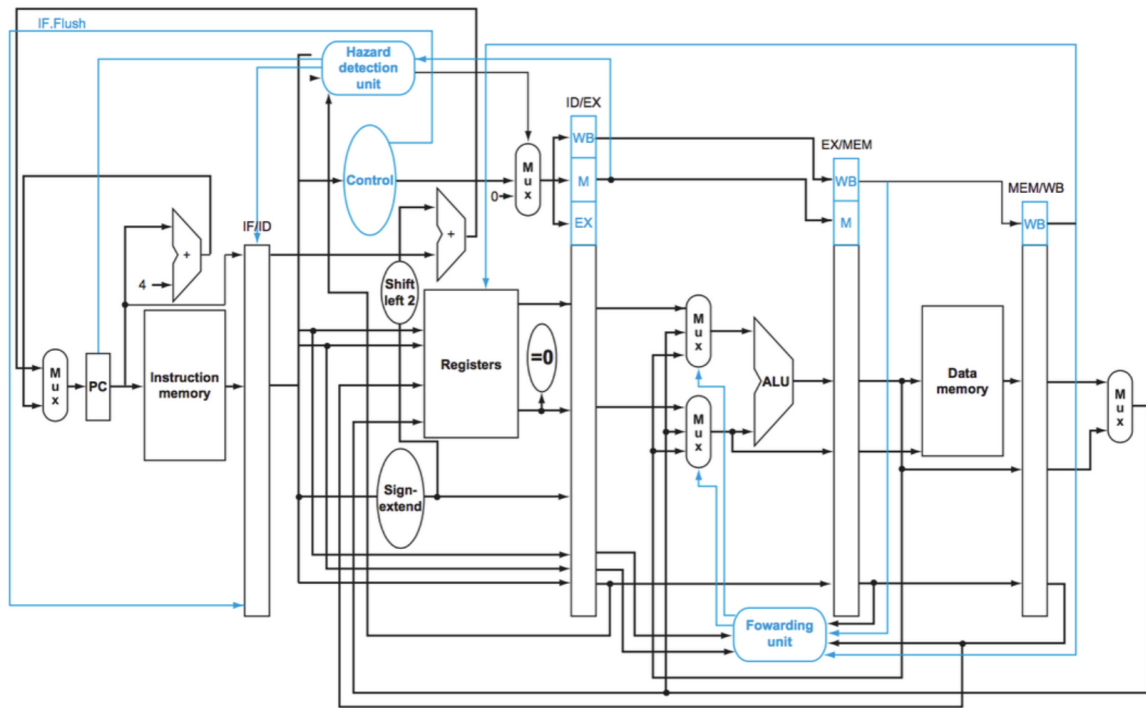 IF.Flush
Hazard
detection
unit
ID/EX
WB
M
EX
Control
0
M
u
x
EX/MEM
WB
M
MEM/WB
WB
IF/ID
+
4
+
Shift
left 2
M
u
x
PC
Instruction
memory
Registers
=0
M
u
x
M
u
x
ALU
Data
memory
M
u
x
Sign-
extend
Fowarding
unit